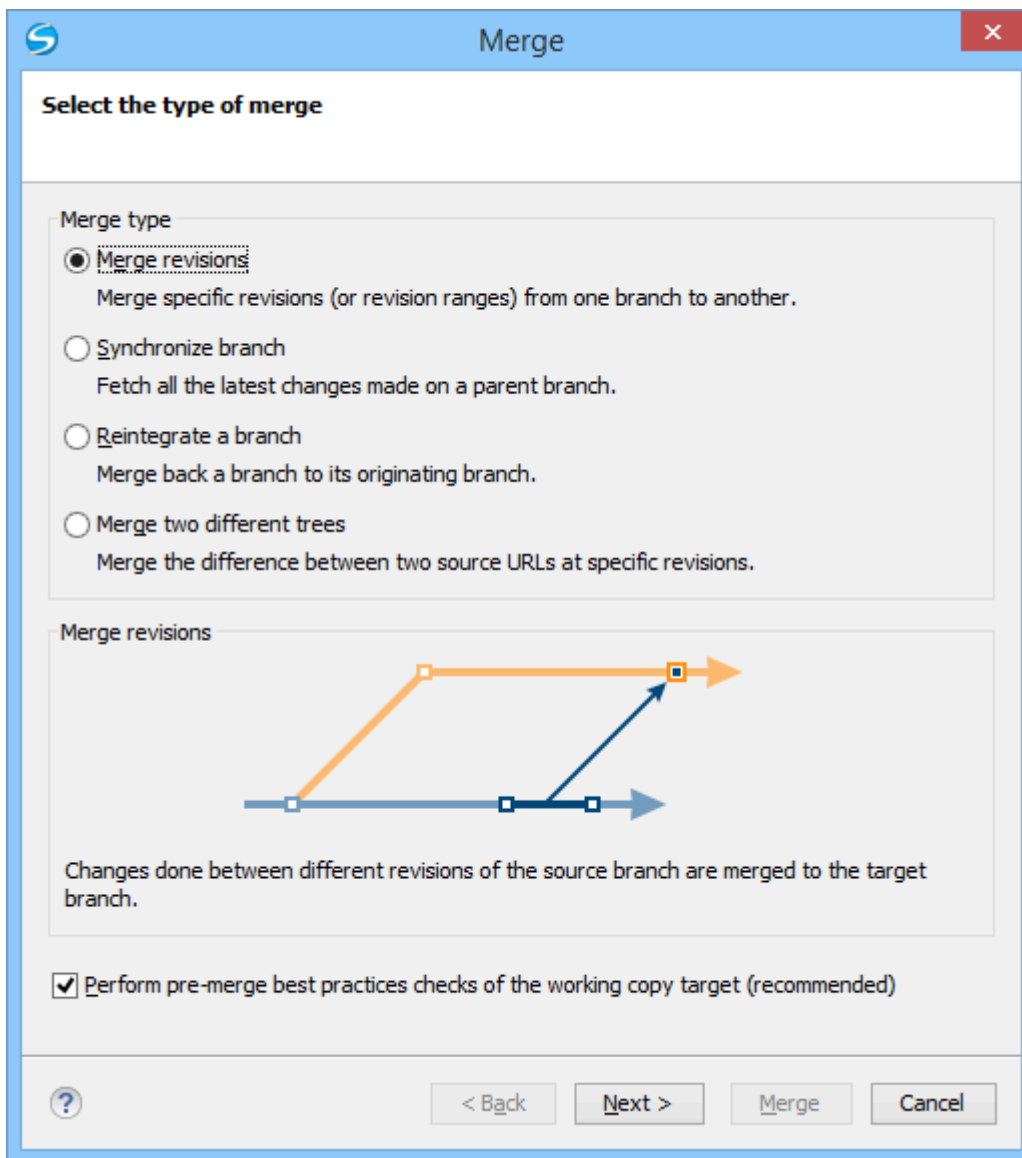 Merge
Select the type of merge
Merge type
Merge revisions
Merge specific revisions (or revision ranges) from one branch to another.
Synchronize branch
Fetch all the latest changes made on a parent branch.
Reintegrate a branch
Merge back a branch to its originating branch.
Merge two different trees
Merge the difference between two source URLs at specific revisions.
Merge revisions
Changes done between different revisions of the source branch are merged to the target
branch.
Perform pre-merge best practices checks of the working copy target (recommended)
? < Back Next > Merge Cancel